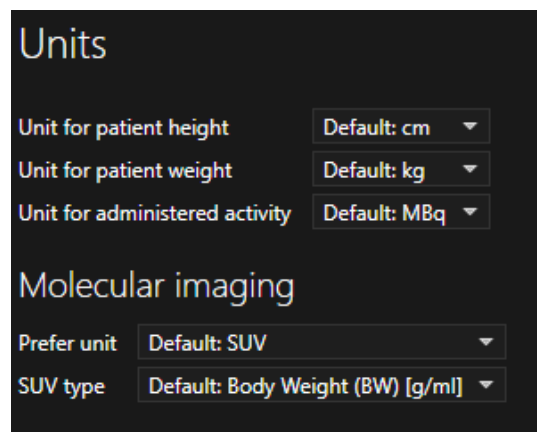 Units
Unit for patient height Default: cm
Unit for patient weight Default: kg
Unit for administered activity Default: MBq
Molecular imaging
Prefer unit Default: SUV
SUV type Default: Body Weight (BW) [g/ml]